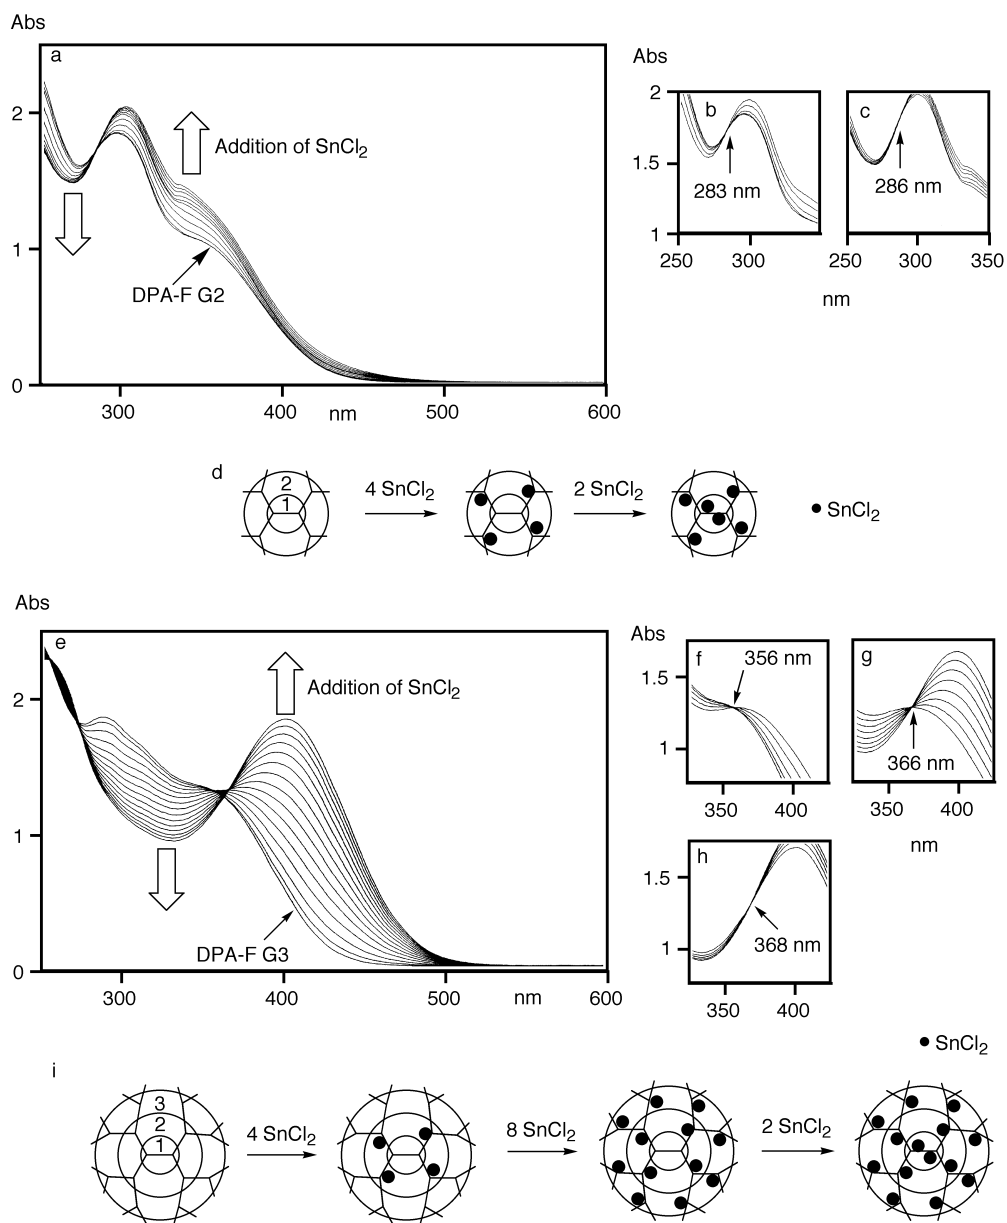 Abs
a
2
1
0
Addition of SnCl2
DPA-F G2
300
400
nm
500
600
Abs
b
2
1.5
1
283 nm
250
300
c
286 nm
250
300
350
nm
d
2
1
4 SnCl2
2 SnCl2
SnCl2
Abs
e
2
1
0
Addition of SnCl2
DPA-F G3
300
400
500
nm
600
Abs
f
1.5
1
356 nm
350
400
g
366 nm
350
400
nm
h
1.5
1
368 nm
350
400
SnCl2
i
3
2
1
4 SnCl2
8 SnCl2
2 SnCl2